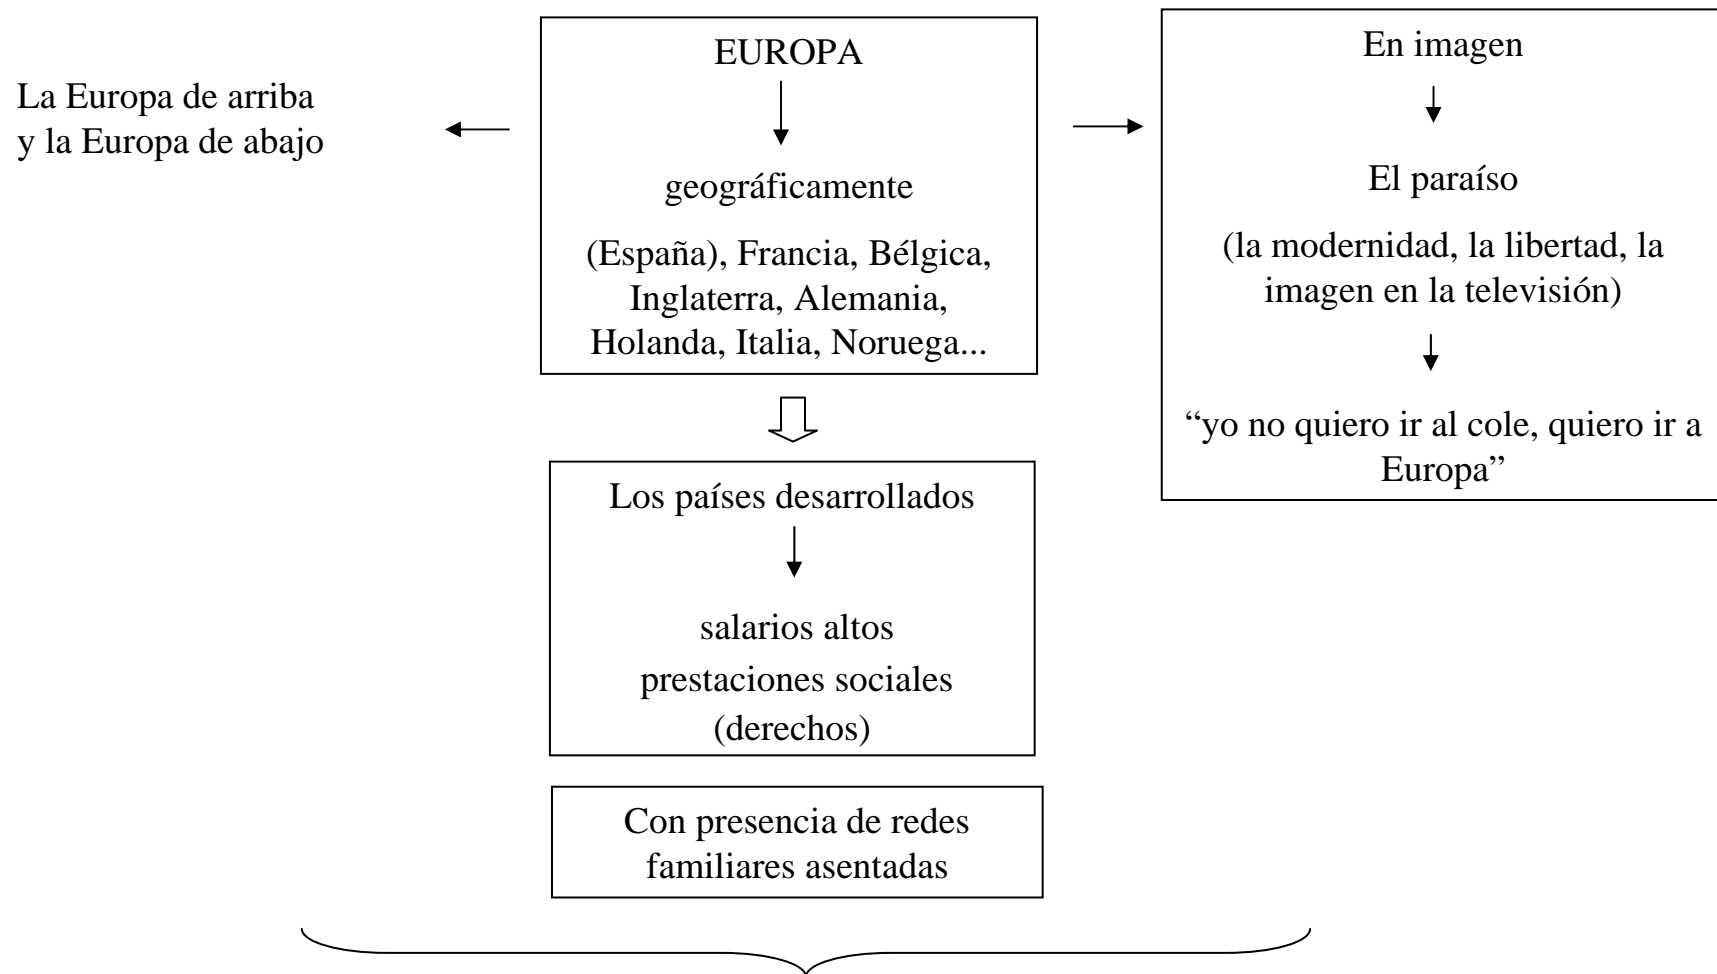 La Europa de arriba
y la Europa de abajo
EUROPA
geográficamente
(España), Francia, Bélgica,
Inglaterra, Alemania,
Holanda, Italia, Noruega...
En imagen
El paraíso
(la modernidad, la libertad, la
imagen en la televisión)
“yo no quiero ir al cole, quiero ir a
Europa”
Los países desarrollados
salarios altos
prestaciones sociales
(derechos)
Con presencia de redes
familiares asentadas